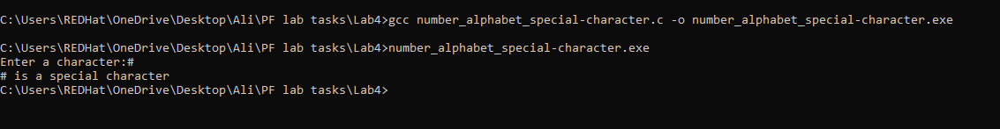 C:\Users\REDHat\OneDrive\Desktop\Ali\PF lab tasks\Lab4>gcc number_alphabet_special-character.c -o number_alphabet_special-character.exe
C:\Users\REDHat\OneDrive\Desktop\Ali\PF lab tasks\Lab4>number_alphabet_special-character.exe
Enter a character:#
# is a special character
C:\Users\REDHat\OneDrive\Desktop\Ali\PF lab tasks\Lab4>